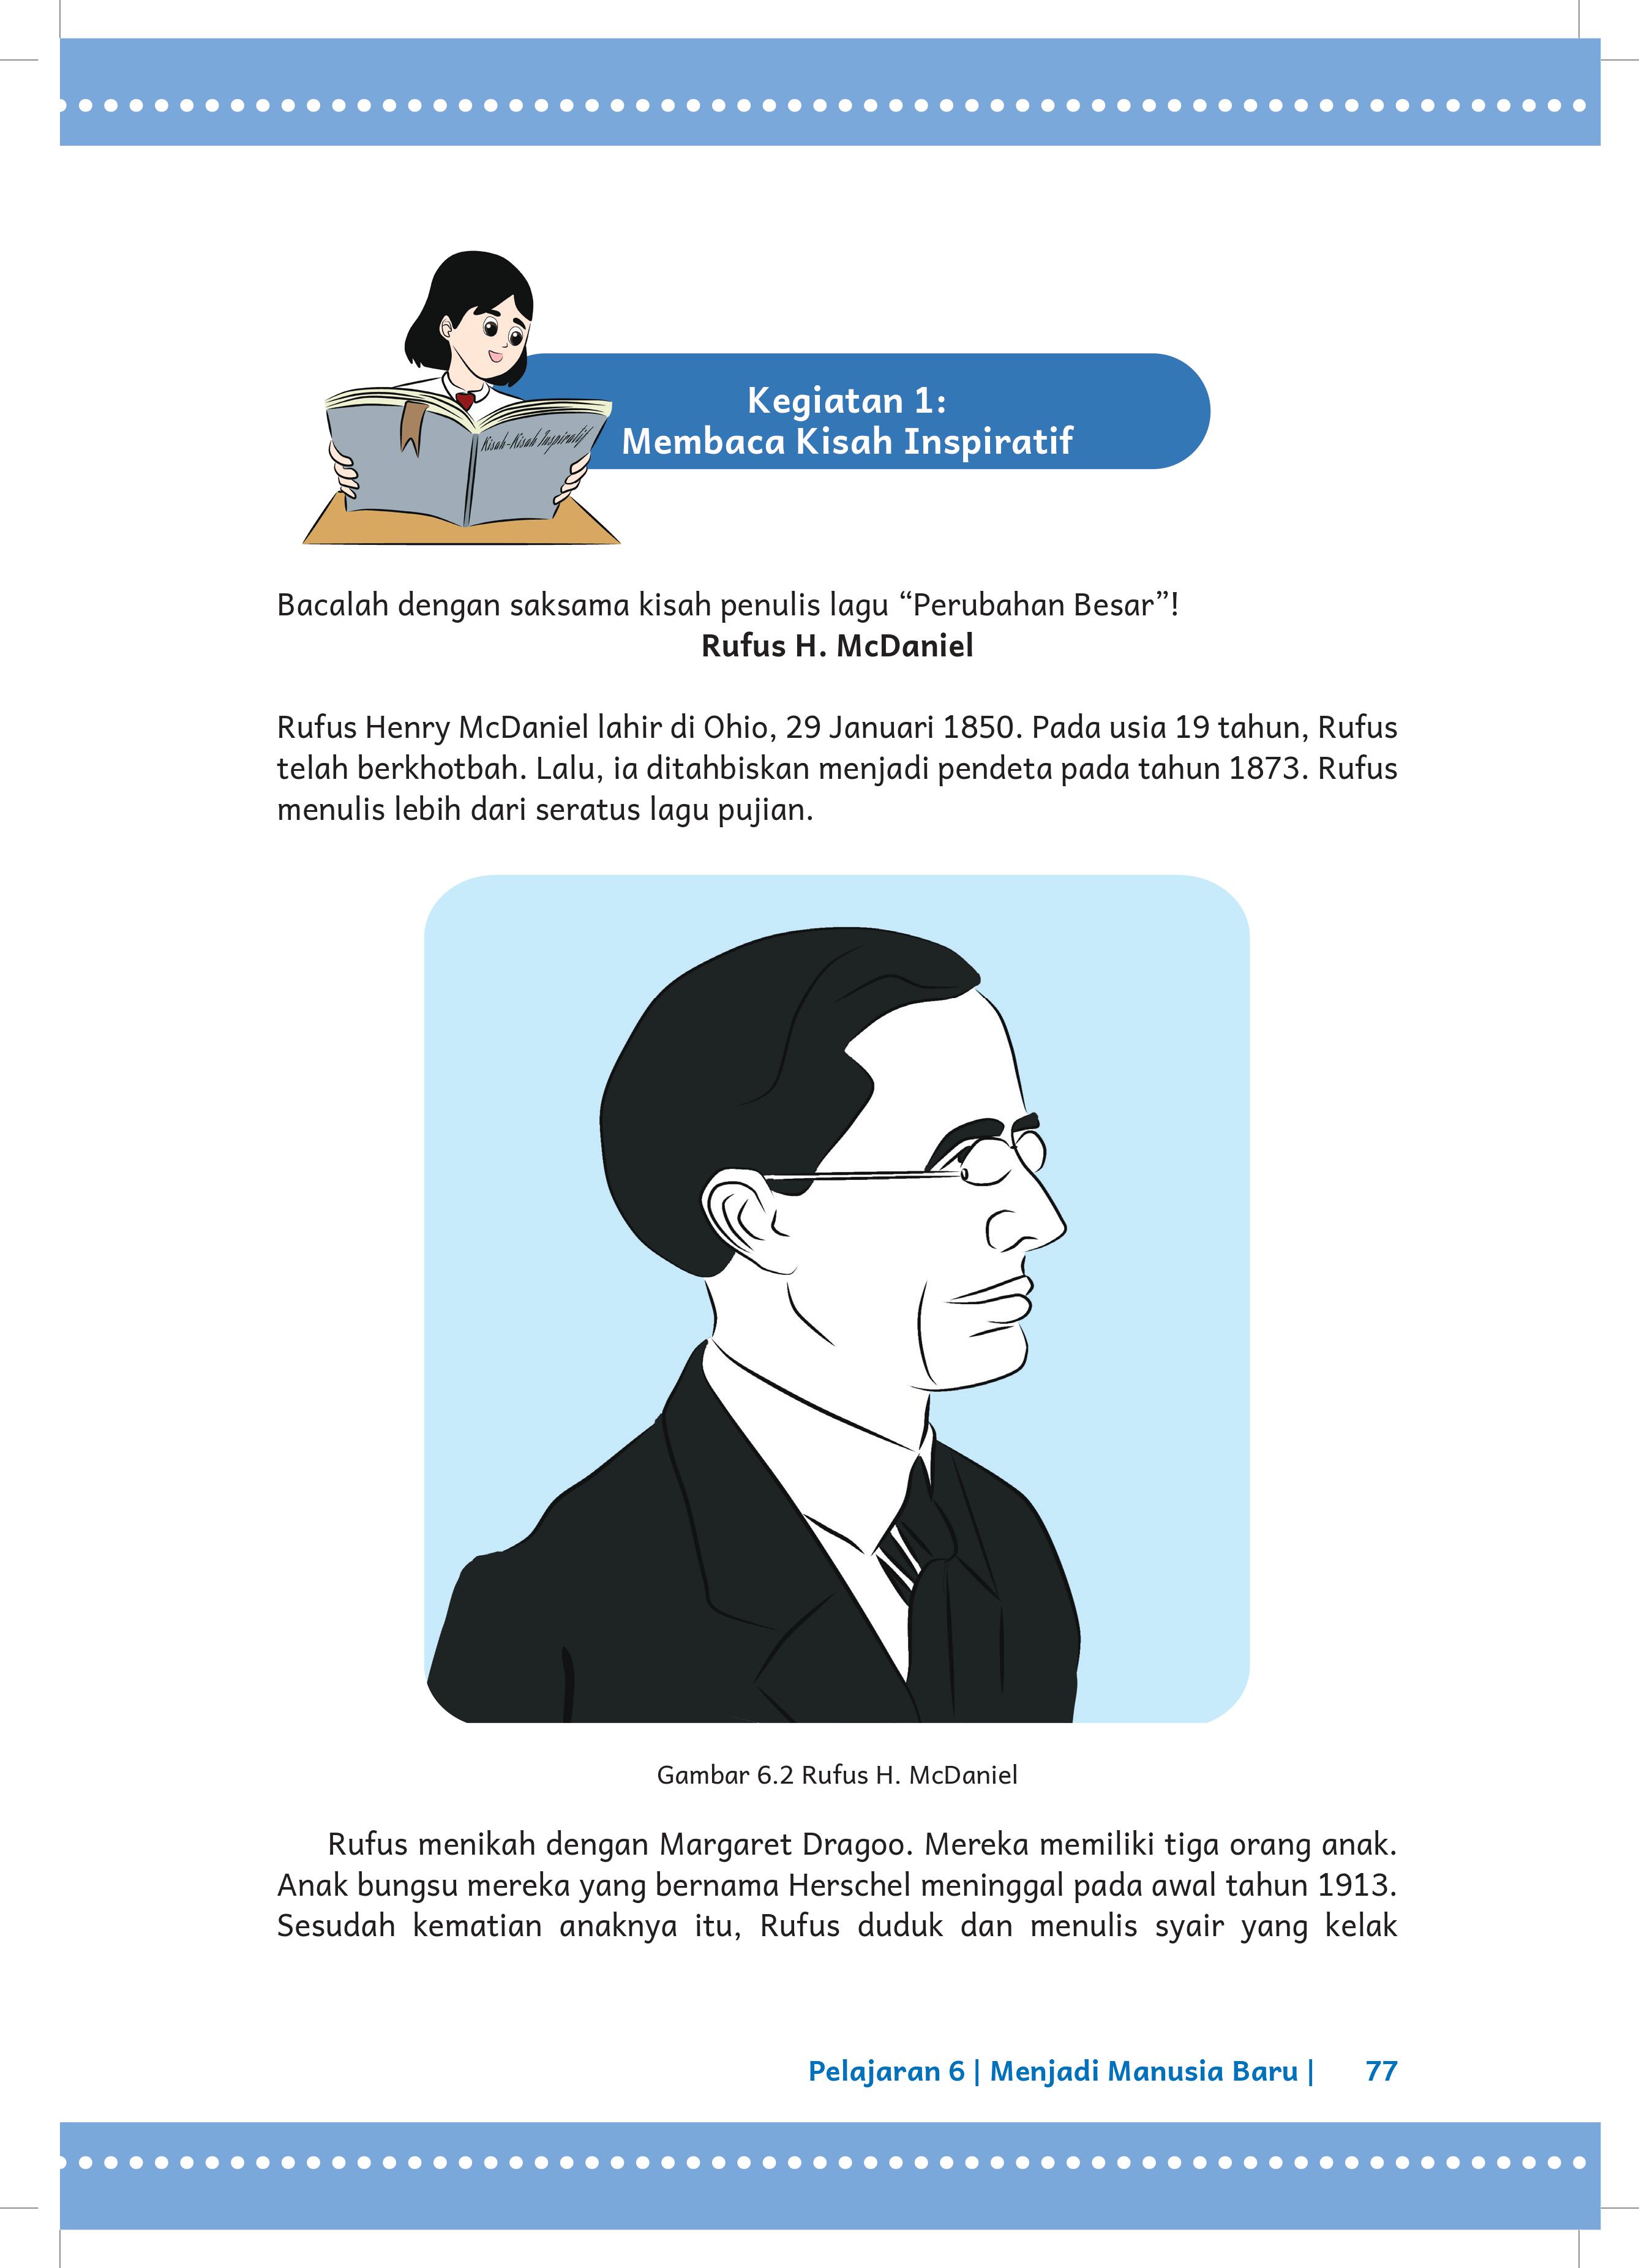 Kisah-Kisah Inspiratif
Kegiatan 1:
Membaca Kisah Inspiratif
Bacalah dengan saksama kisah penulis lagu “Perubahan Besar”!
Rufus H. McDaniel
Rufus Henry McDaniel lahir di Ohio, 29 Januari 1850. Pada usia 19 tahun, Rufus
telah berkhotbah. Lalu, ia ditahbiskan menjadi pendeta pada tahun 1873. Rufus
menulis lebih dari seratus lagu pujian.
Gambar 6.2 Rufus H. McDaniel
Rufus menikah dengan Margaret Dragoo. Mereka memiliki tiga orang anak.
Anak bungsu mereka yang bernama Herschel meninggal pada awal tahun 1913.
Sesudah kematian anaknya itu, Rufus duduk dan menulis syair yang kelak
Pelajaran 6 | Menjadi Manusia Baru | 77